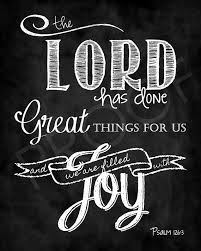 the
LORD
has done
Great THINGS FOR US
and we are filled with
Joy
PSALM 126:3